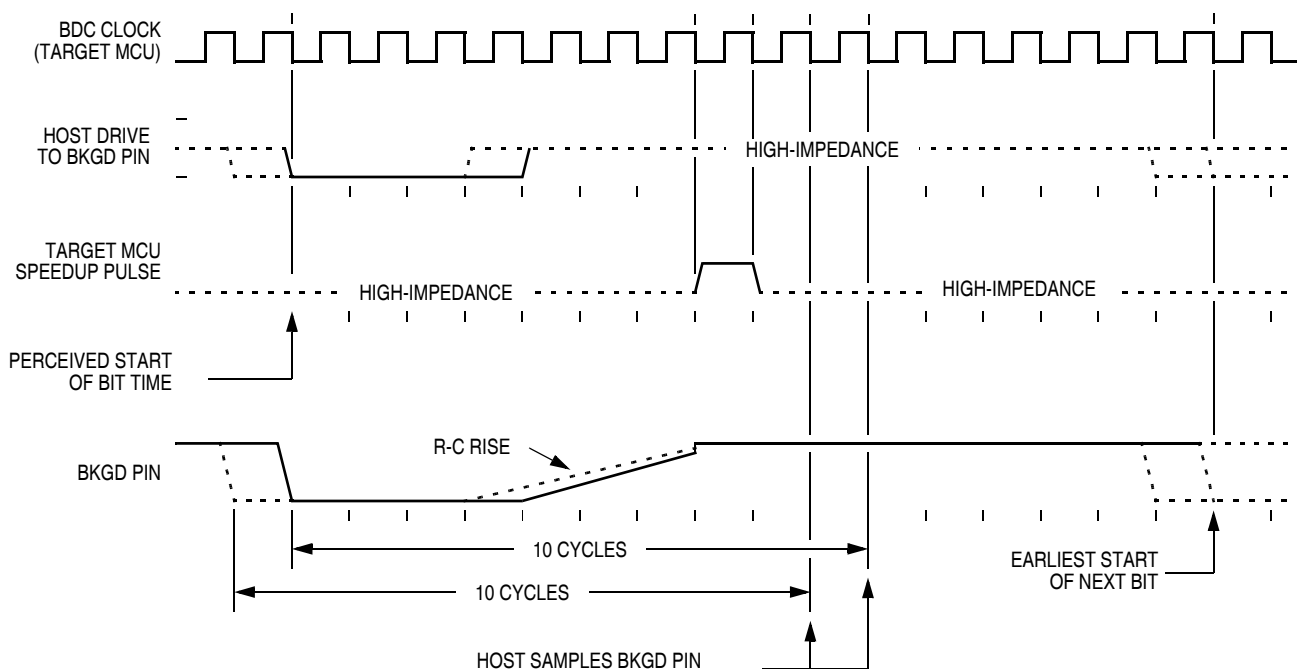 BDC CLOCK
(TARGET MCU)
HOST DRIVE
TO BKGD PIN
HIGH-IMPEDANCE
TARGET MCU
SPEEDUP PULSE
HIGH-IMPEDANCE
HIGH-IMPEDANCE
PERCEIVED START
OF BIT TIME
R-C RISE
BKGD PIN
10 CYCLES
EARLIEST START
OF NEXT BIT
10 CYCLES
HOST SAMPLES BKGD PIN